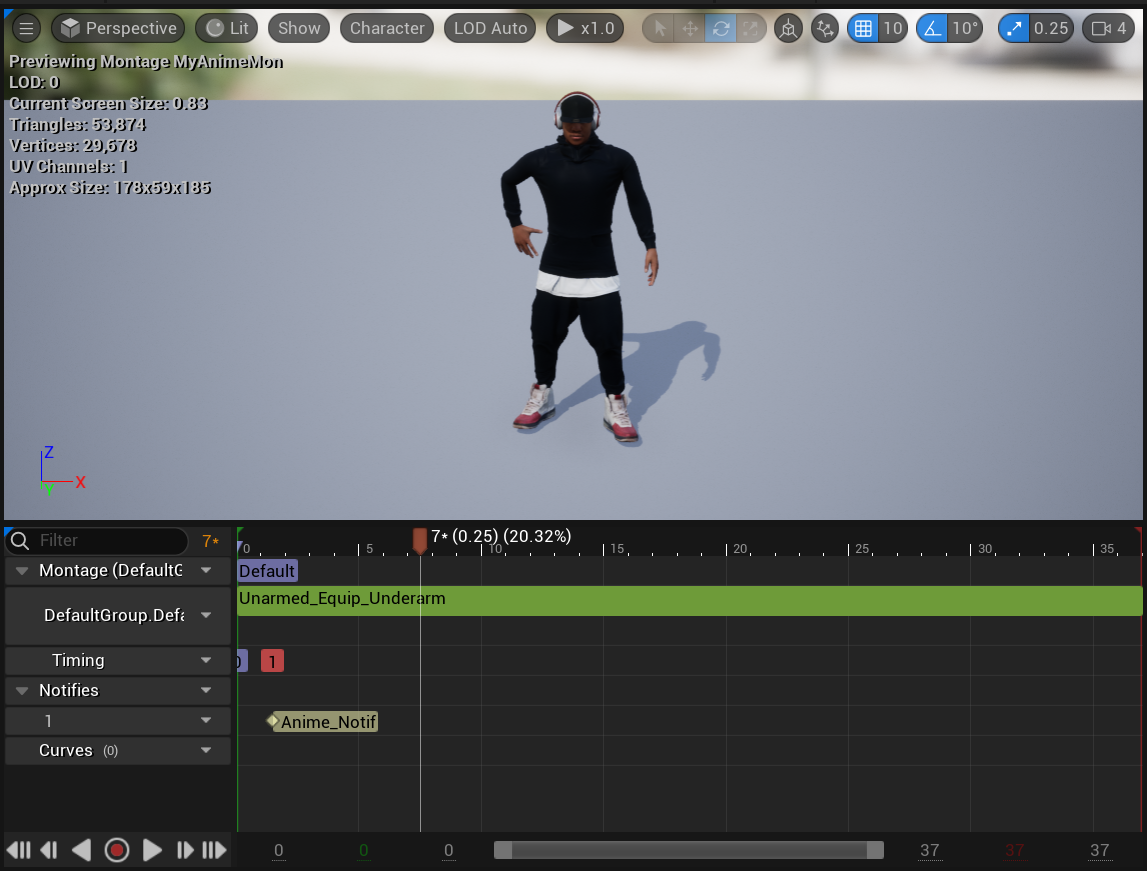 Perspective Lit Show Character LOD Auto x1.0 10 10° 0.25 4
Previewing Montage MyAnimeMon
LOD: 0
Current Screen Size: 0.83
Triangles: 53,874
Vertices: 29,678
UV Channels: 1
Approx Size: 178x59x185
Z
X
Y
Filter 7*
7* (0.25) (20.32%)
0 5 10 15 20 25 30 35
Montage (DefaultG
Default
DefaultGroup.Defa
Unarmed_Equip_Underarm
Timing
0 1
Notifies
1
Anime_Notif
Curves (0)
0 0 0 37 37 37